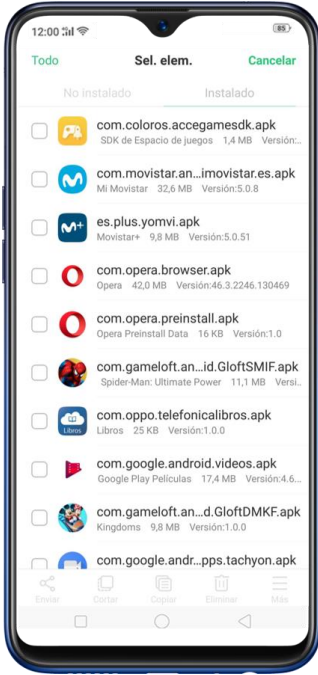 12:00
85
Todo
Sel. elem.
Cancelar
No instalado
Instalado
com.coloros.accegamesdk.apk
SDK de Espacio de juegos 1,4 MB Versión:..
com.movistar.an...imovistar.es.apk
Mi Movistar 32,6 MB Versión:5.0.8
es.plus.yomvi.apk
Movistar+ 9,8 MB Versión:5.0.51
com.opera.browser.apk
Opera 42,0 MB Versión:46.3.2246.130469
com.opera.preinstall.apk
Opera Preinstall Data 16 KB Versión:1.0
com.gameloft.an...id.GloftSMIF.apk
Spider-Man: Ultimate Power 11,1 MB Versi..
com.oppo.telefonicalibros.apk
Libros
Libros 25 KB Versión:1.0.0
com.google.android.videos.apk
Google Play Películas 17,4 MB Versión:4.6...
com.gameloft.an...d.GloftDMKF.apk
Kingdoms 9,8 MB Versión:1.0.0
com.google.andr...pps.tachyon.apk
Enviar
Cortar
Copiar
Eliminar
Más